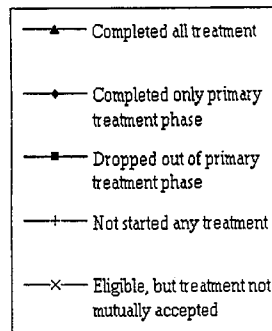 Completed all treatment
Completed only primary
treatment phase
Dropped out of primary
treatment phase
Not started any treatment
Eligible, but treatment not
mutually accepted